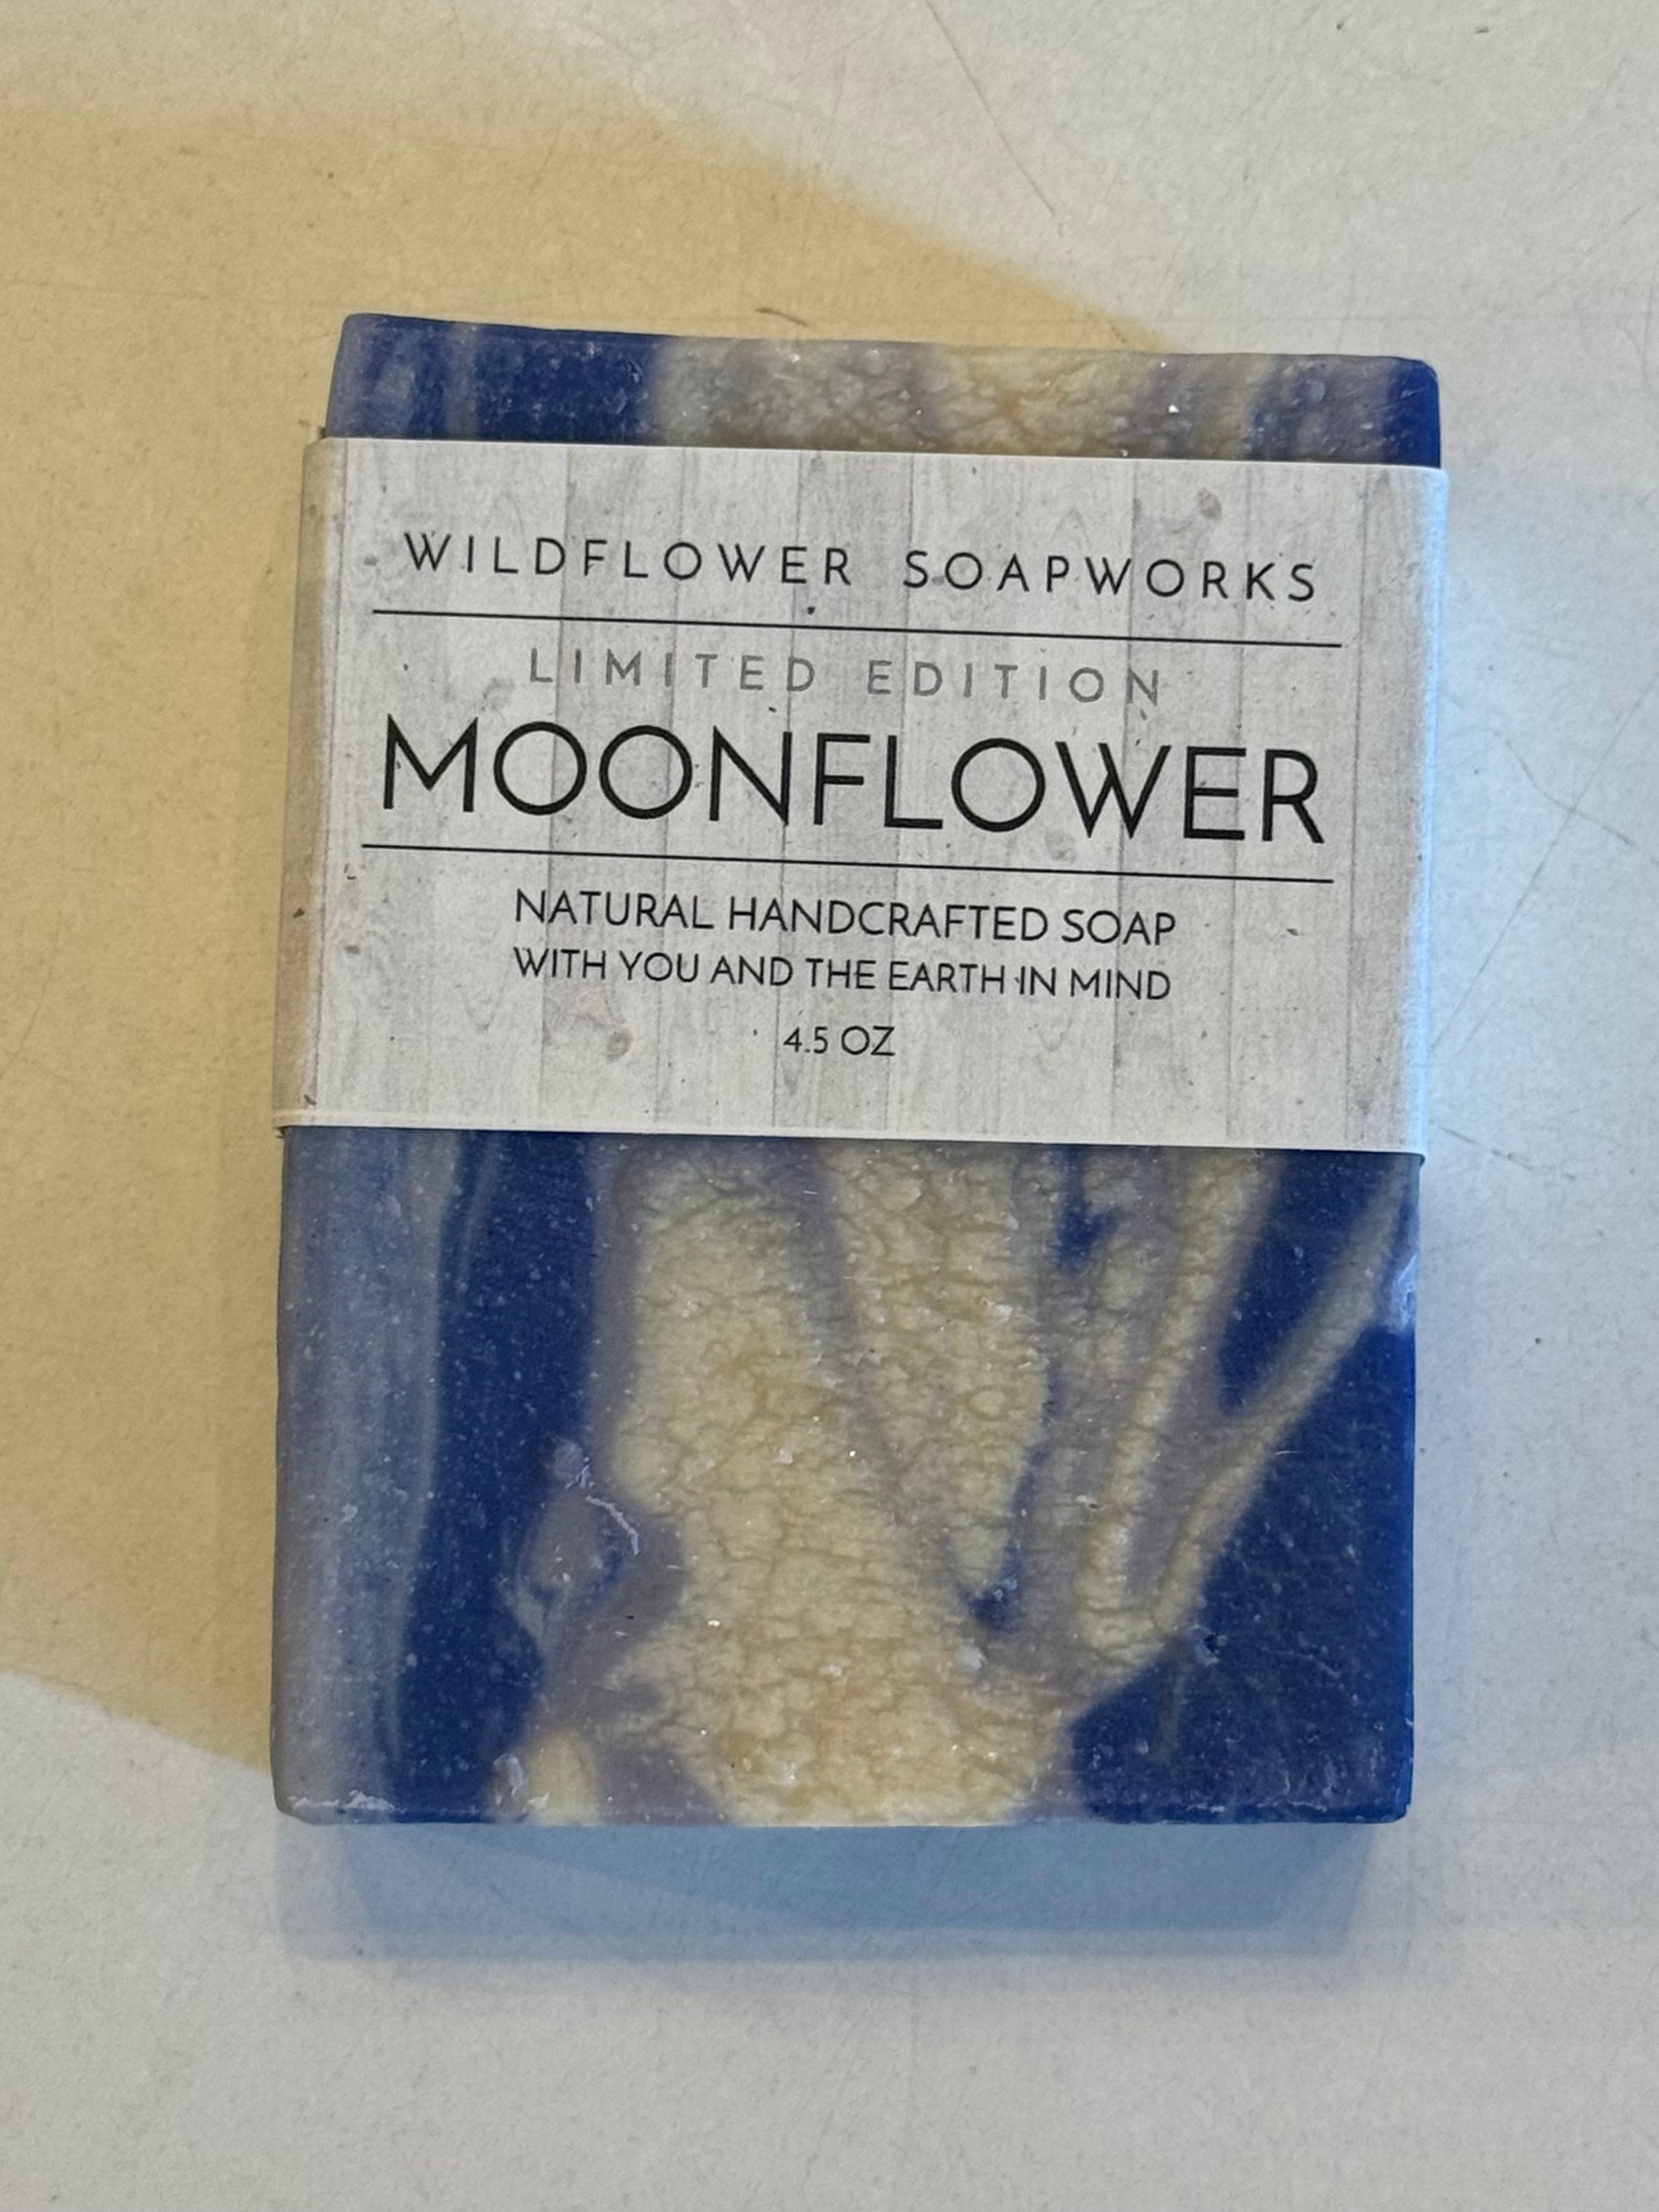 WILDFLOWER SOAPWORKS
LIMITED EDITION
MOONFLOWER
NATURAL HANDCRAFTED SOAP
WITH YOU AND THE EARTH IN MIND
4.5 OZ